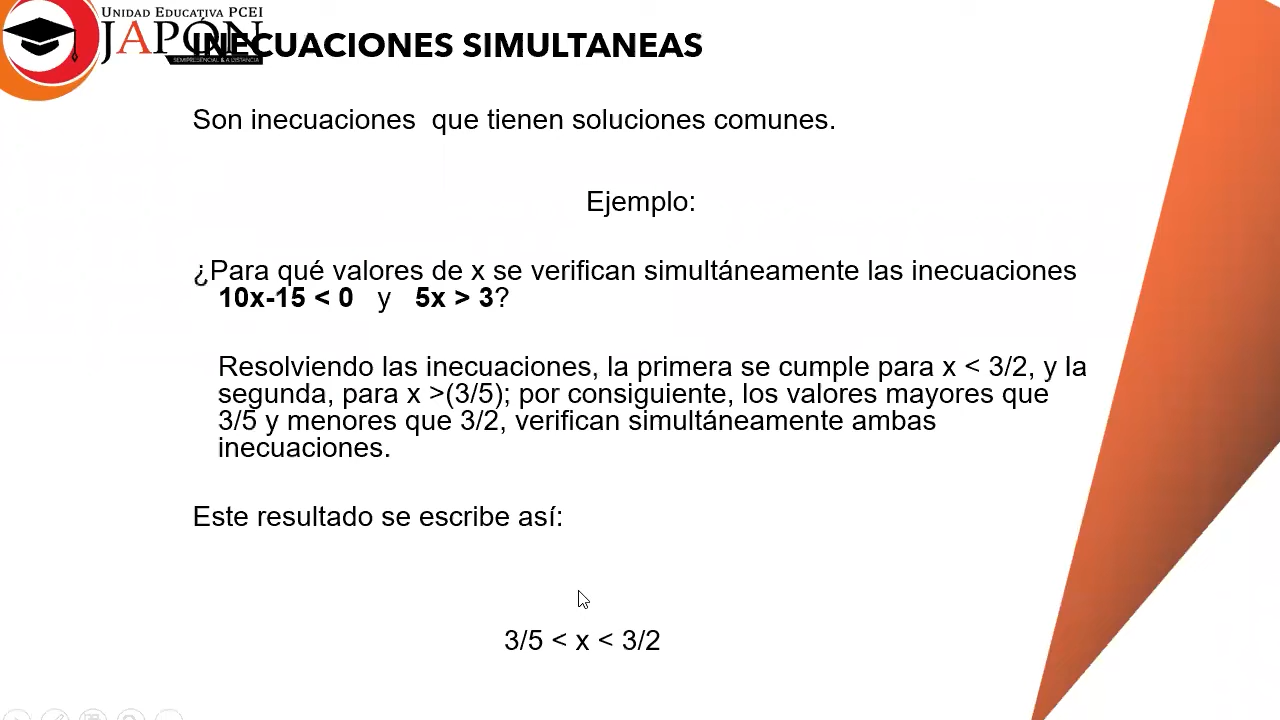 UNIDAD EDUCATIVA PCEI
JAPÓN
SEMIPRESENCIAL & A DISTANCIA
INECUACIONES SIMULTANEAS
Son inecuaciones que tienen soluciones comunes.
Ejemplo:
¿Para qué valores de x se verifican simultáneamente las inecuaciones
10x-15 < 0 y 5x > 3?
Resolviendo las inecuaciones, la primera se cumple para x < 3/2, y la
segunda, para x >(3/5); por consiguiente, los valores mayores que
3/5 y menores que 3/2, verifican simultáneamente ambas
inecuaciones.
Este resultado se escribe así:
3/5 < x < 3/2